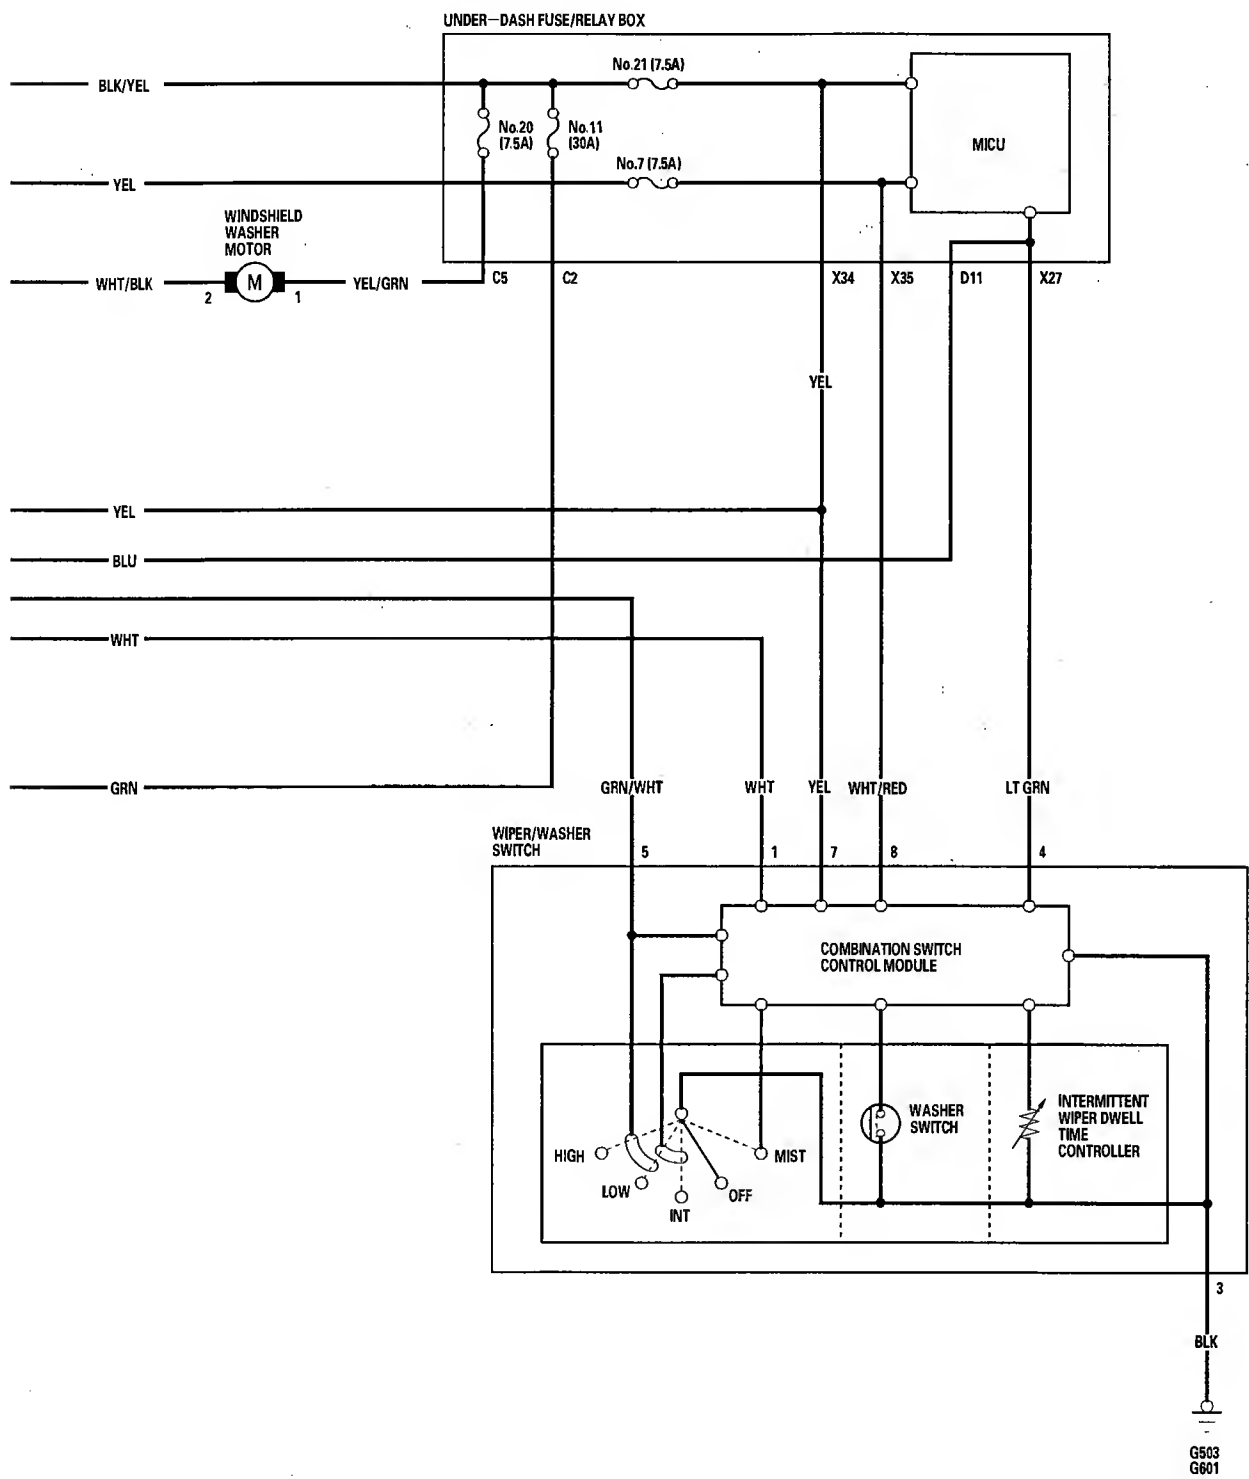 UNDER-DASH FUSE/RELAY BOX
No.21 (7.5A)
BLK/YEL
No.20
(7.5A)
No.11
(30A)
MICU
No.7 (7.5A)
YEL
WINDSHIELD
WASHER
MOTOR
WHT/BLK
2
M
1
YEL/GRN
C5
C2
X34
X35
D11
X27
YEL
YEL
BLU
WHT
GRN
GRN/WHT
WHT
YEL
WHT/RED
LT GRN
WIPER/WASHER
SWITCH
5
1
7
8
4
COMBINATION SWITCH
CONTROL MODULE
HIGH
LOW
INT
OFF
MIST
WASHER
SWITCH
INTERMITTENT
WIPER DWELL
TIME
CONTROLLER
3
BLK
G503
G601